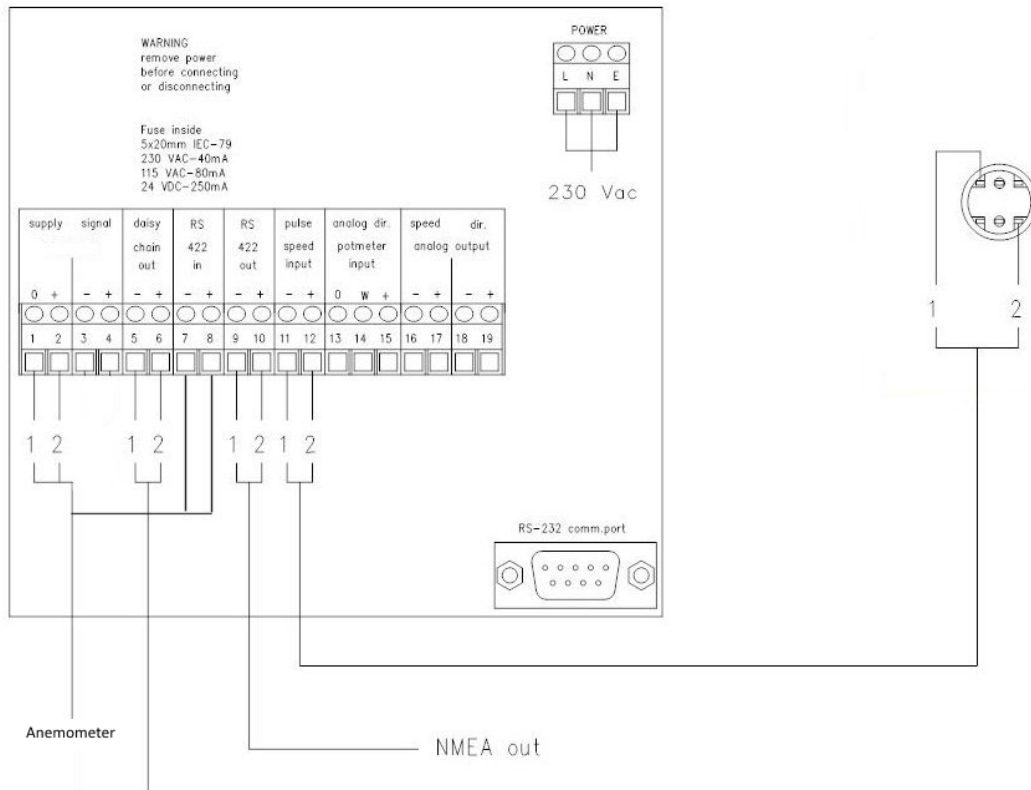 WARNING
remove power
before connecting
or disconnecting
Fuse inside
5x20mm IEC-79
230 VAC-40mA
115 VAC-80mA
24 VDC-250mA
POWER
L N E
230 Vac
supply signal daisy RS RS pulse analog dir. speed dir.
chain 422 422 speed potmeter analog output
out in out input input
0 + - + - + - + - + - + 0 W + - + - +
1 2 3 4 5 6 7 8 9 10 11 12 13 14 15 16 17 18 19
1 2 1 2 1 2 1 2
1 2
RS-232 comm.port
Anemometer
NMEA out